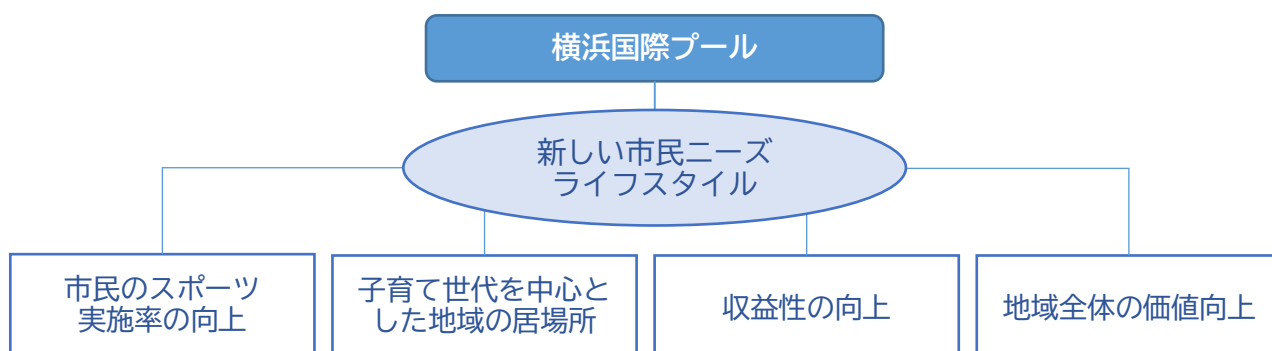 横浜国際プール
新しい市民ニーズ
ライフスタイル
市民のスポーツ
実施率の向上
子育て世代を中心と
した地域の居場所
収益性の向上
地域全体の価値向上